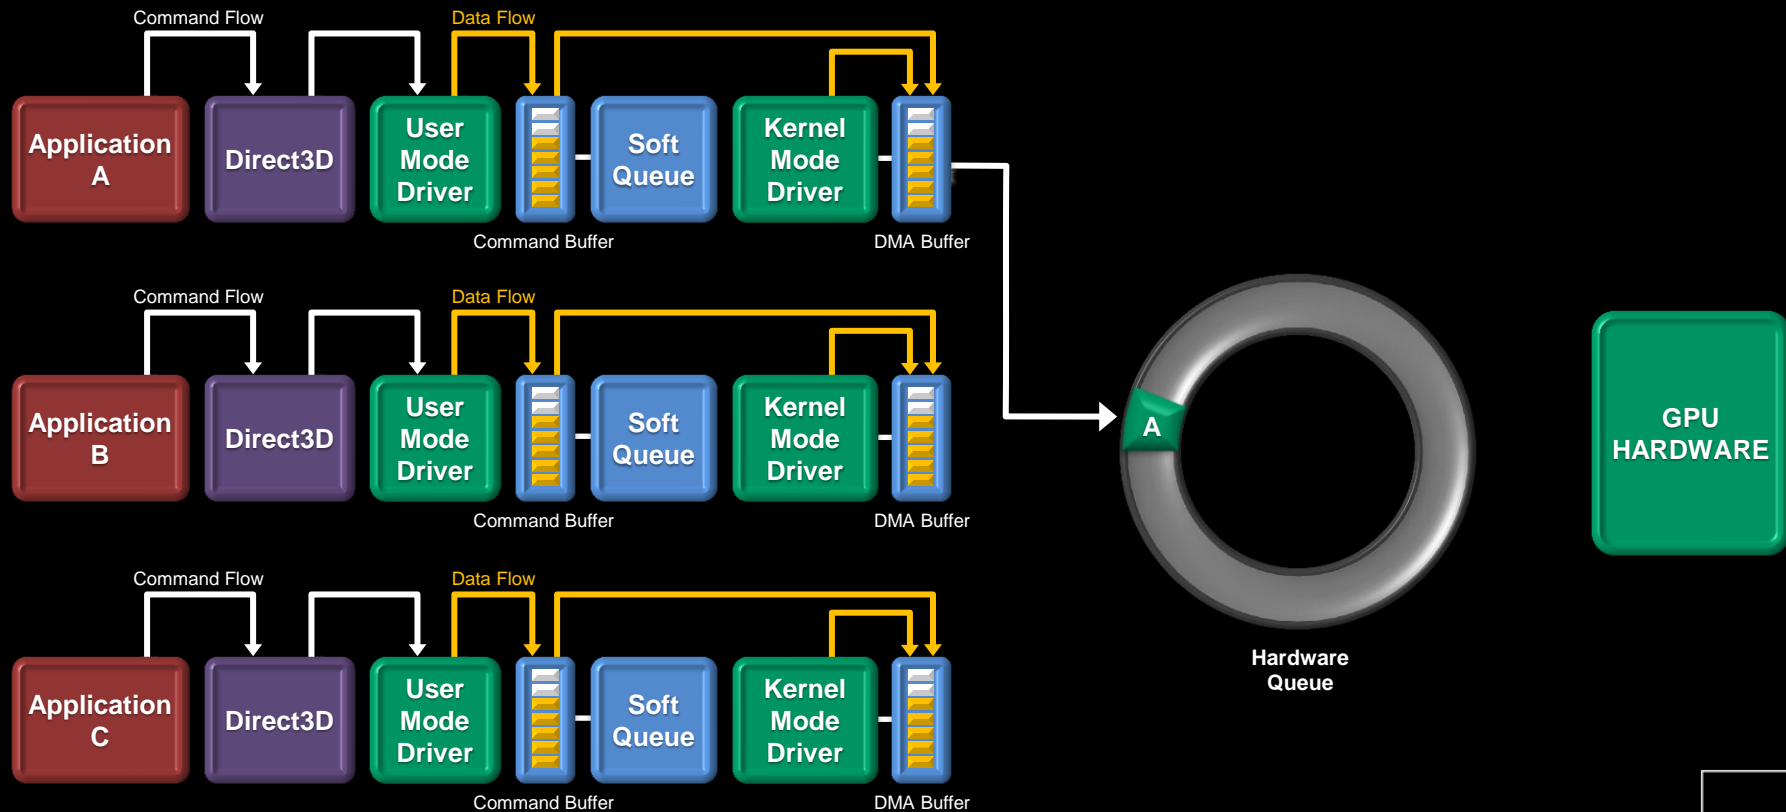 Command Flow
Data Flow
Application
A
Direct3D
User
Mode
Driver
Soft
Queue
Kernel
Mode
Driver
Command Buffer
DMA Buffer
Command Flow
Data Flow
Application
B
Direct3D
User
Mode
Driver
Soft
Queue
Kernel
Mode
Driver
Command Buffer
DMA Buffer
Command Flow
Data Flow
Application
C
Direct3D
User
Mode
Driver
Soft
Queue
Kernel
Mode
Driver
Command Buffer
DMA Buffer
A
Hardware
Queue
GPU
HARDWARE